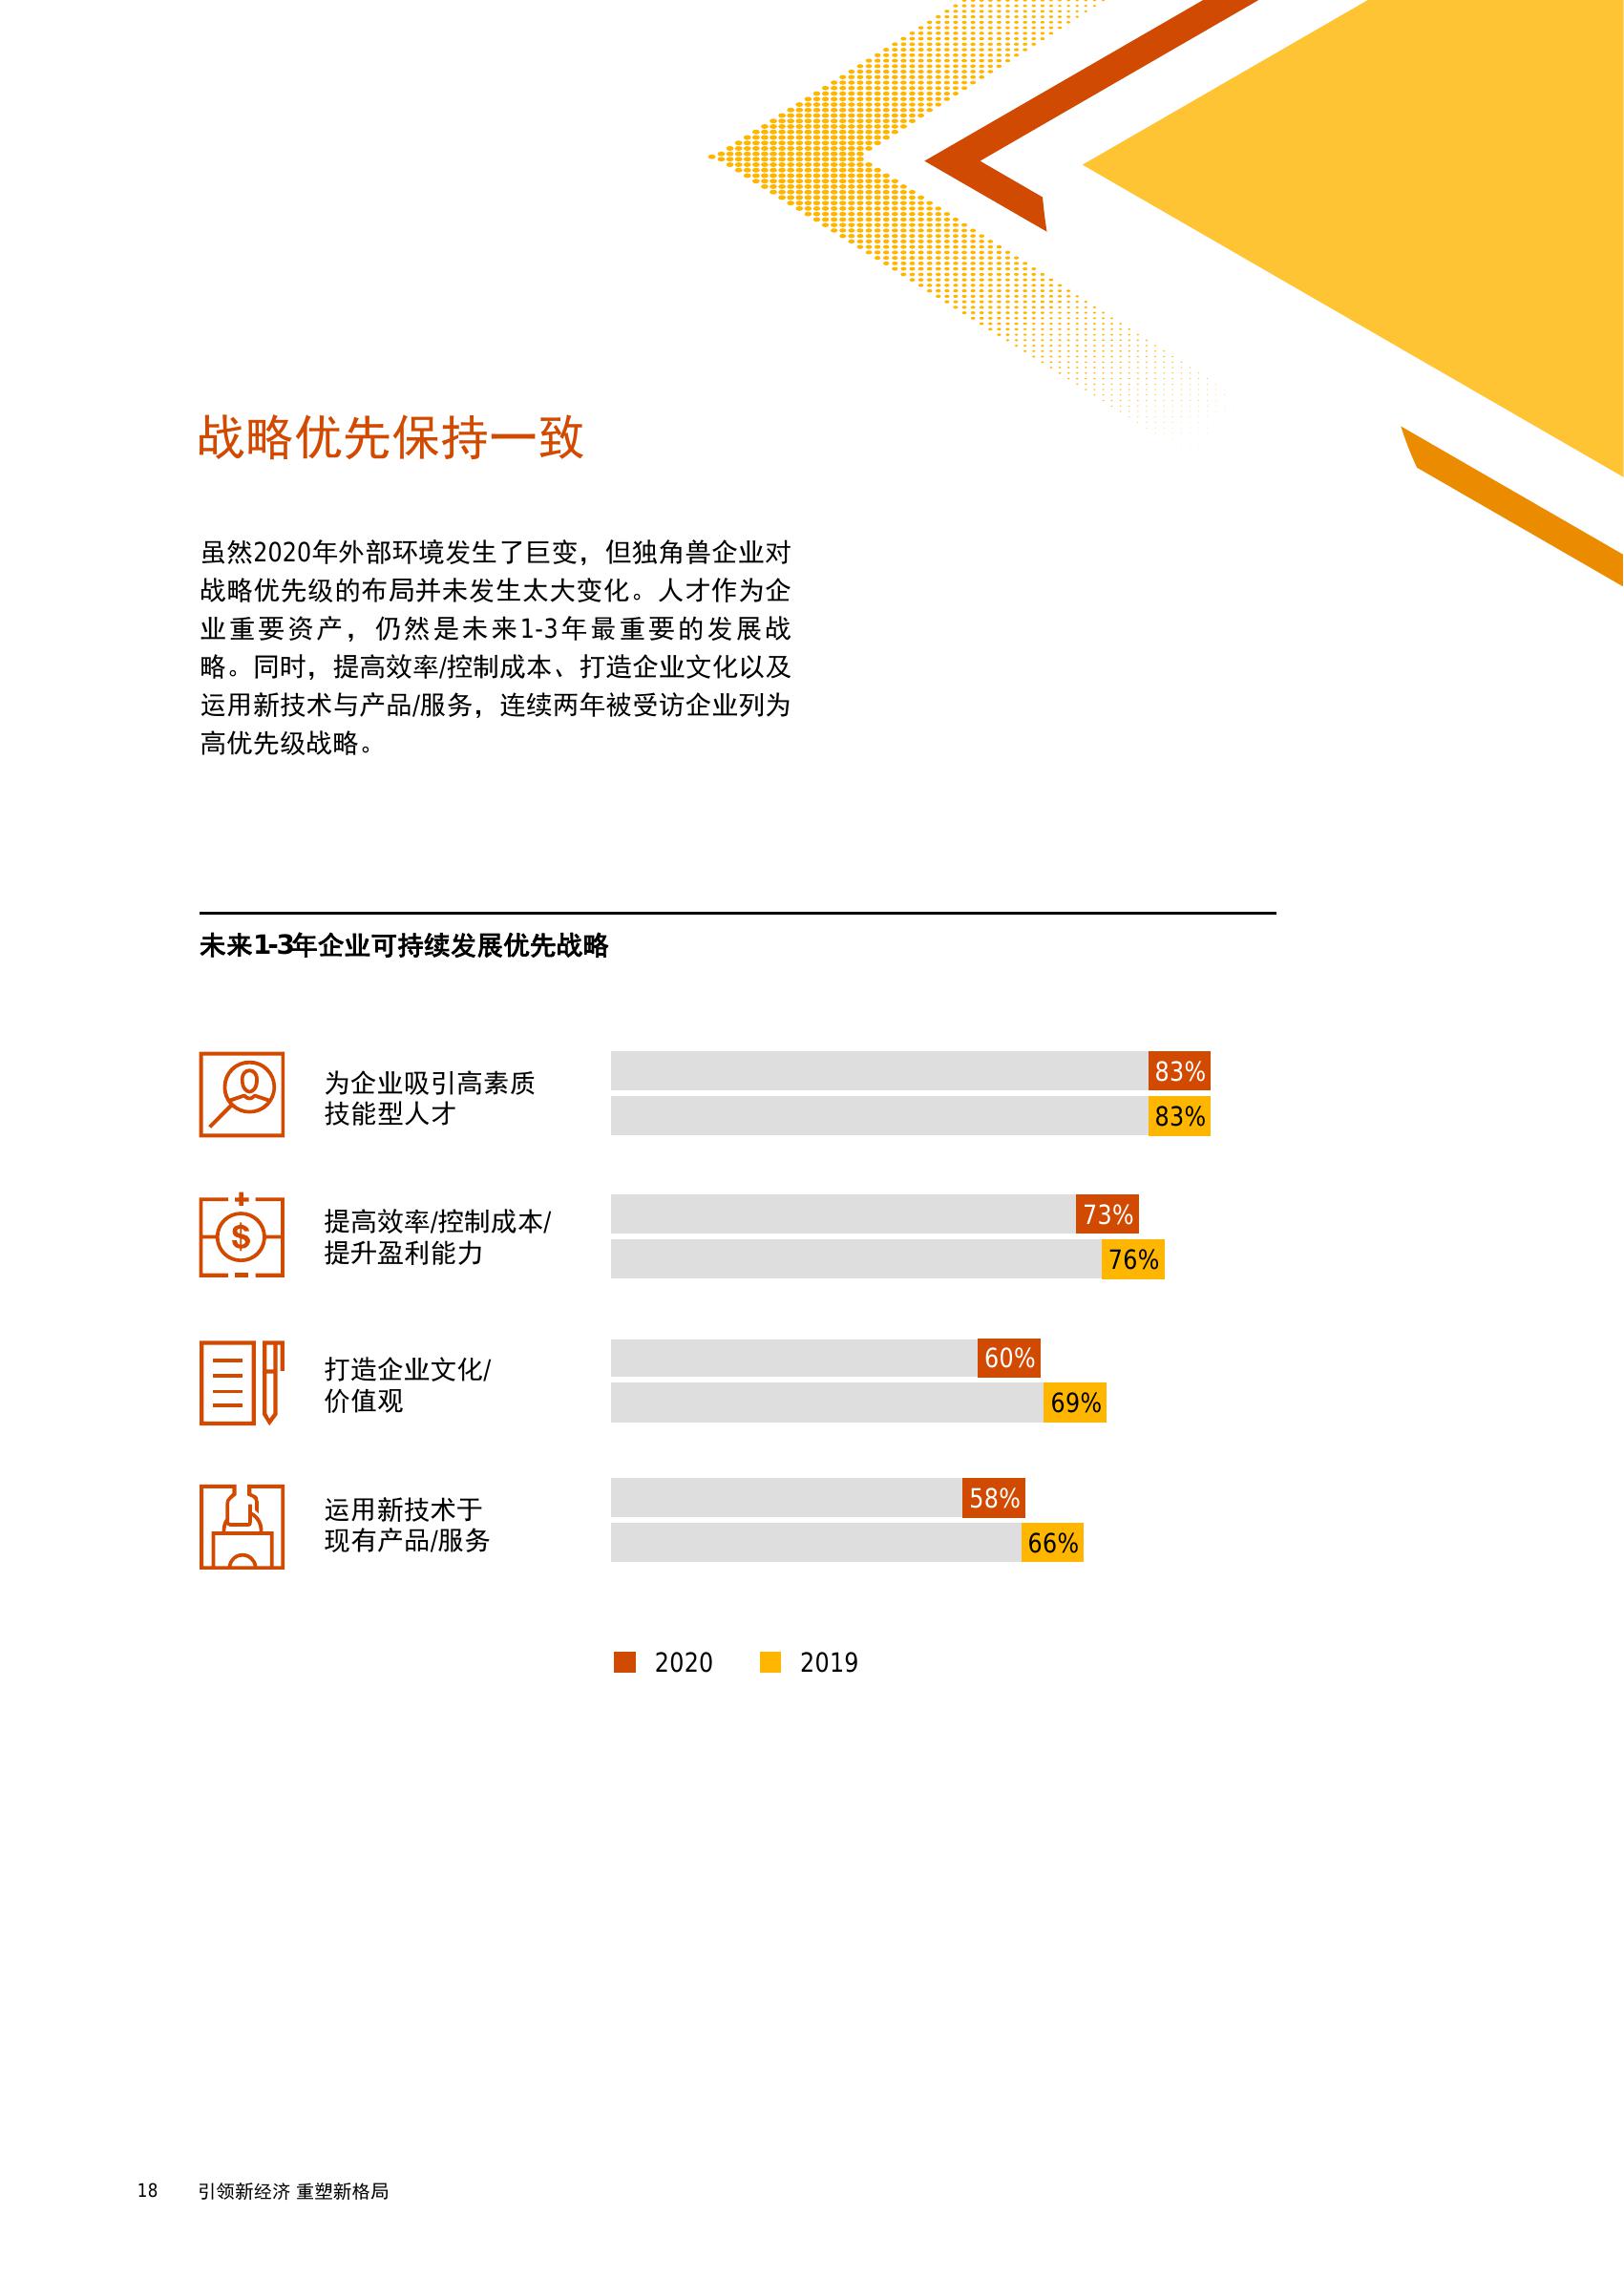 战略优先保持一致
虽然2020年外部环境发生了巨变，但独角兽企业对
战略优先级的布局并未发生太大变化。人才作为企
业重要资产，仍然是未来1-3年最重要的发展战
略。同时，提高效率/控制成本、打造企业文化以及
运用新技术与产品/服务，连续两年被受访企业列为
高优先级战略。
未来1-3年企业可持续发展优先战略
为企业吸引高素质
技能型人才
83%
83%
提高效率/控制成本/
提升盈利能力
$
73%
76%
打造企业文化/
价值观
60%
69%
运用新技术于
现有产品/服务
58%
66%
2020 2019
18 引领新经济 重塑新格局